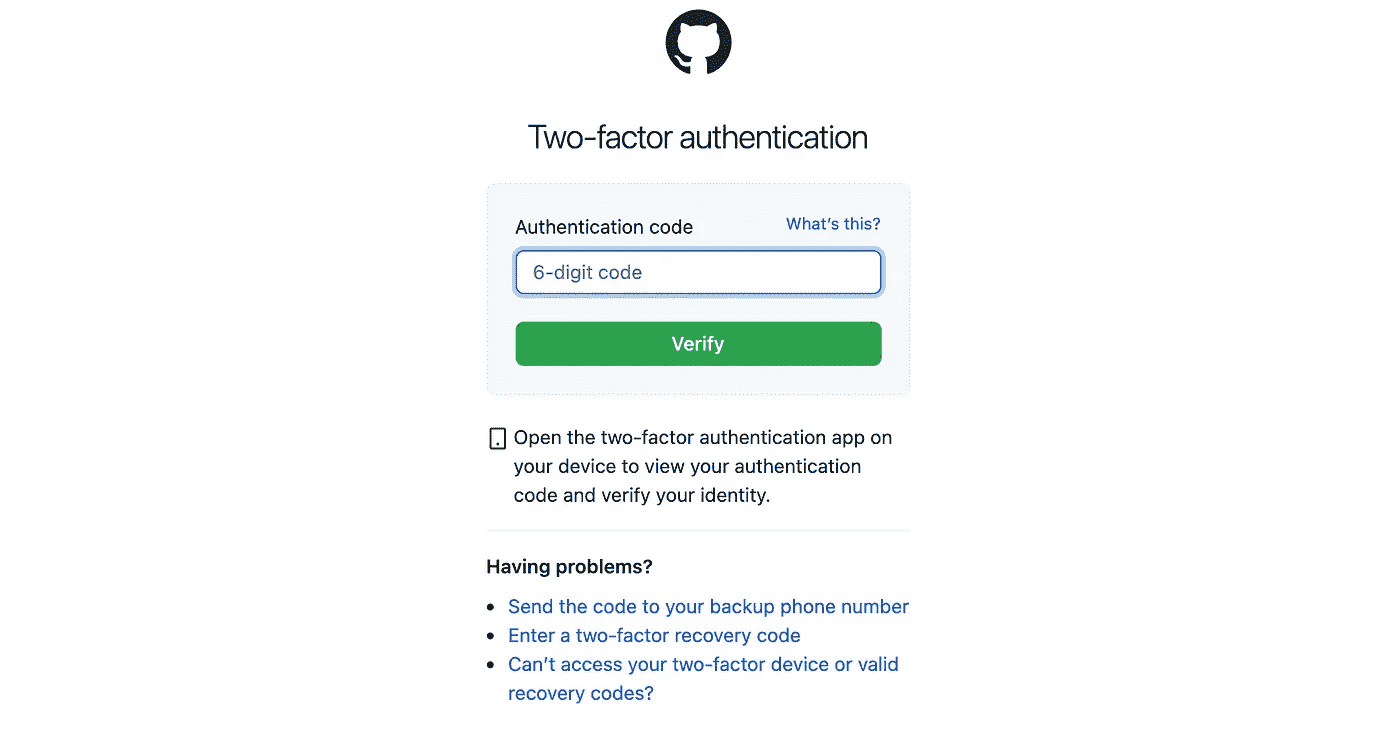 Two-factor authentication
Authentication code
What’s this?
6-digit code
Verify
Open the two-factor authentication app on
your device to view your authentication
code and verify your identity.
Having problems?
• Send the code to your backup phone number
• Enter a two-factor recovery code
• Can’t access your two-factor device or valid
recovery codes?